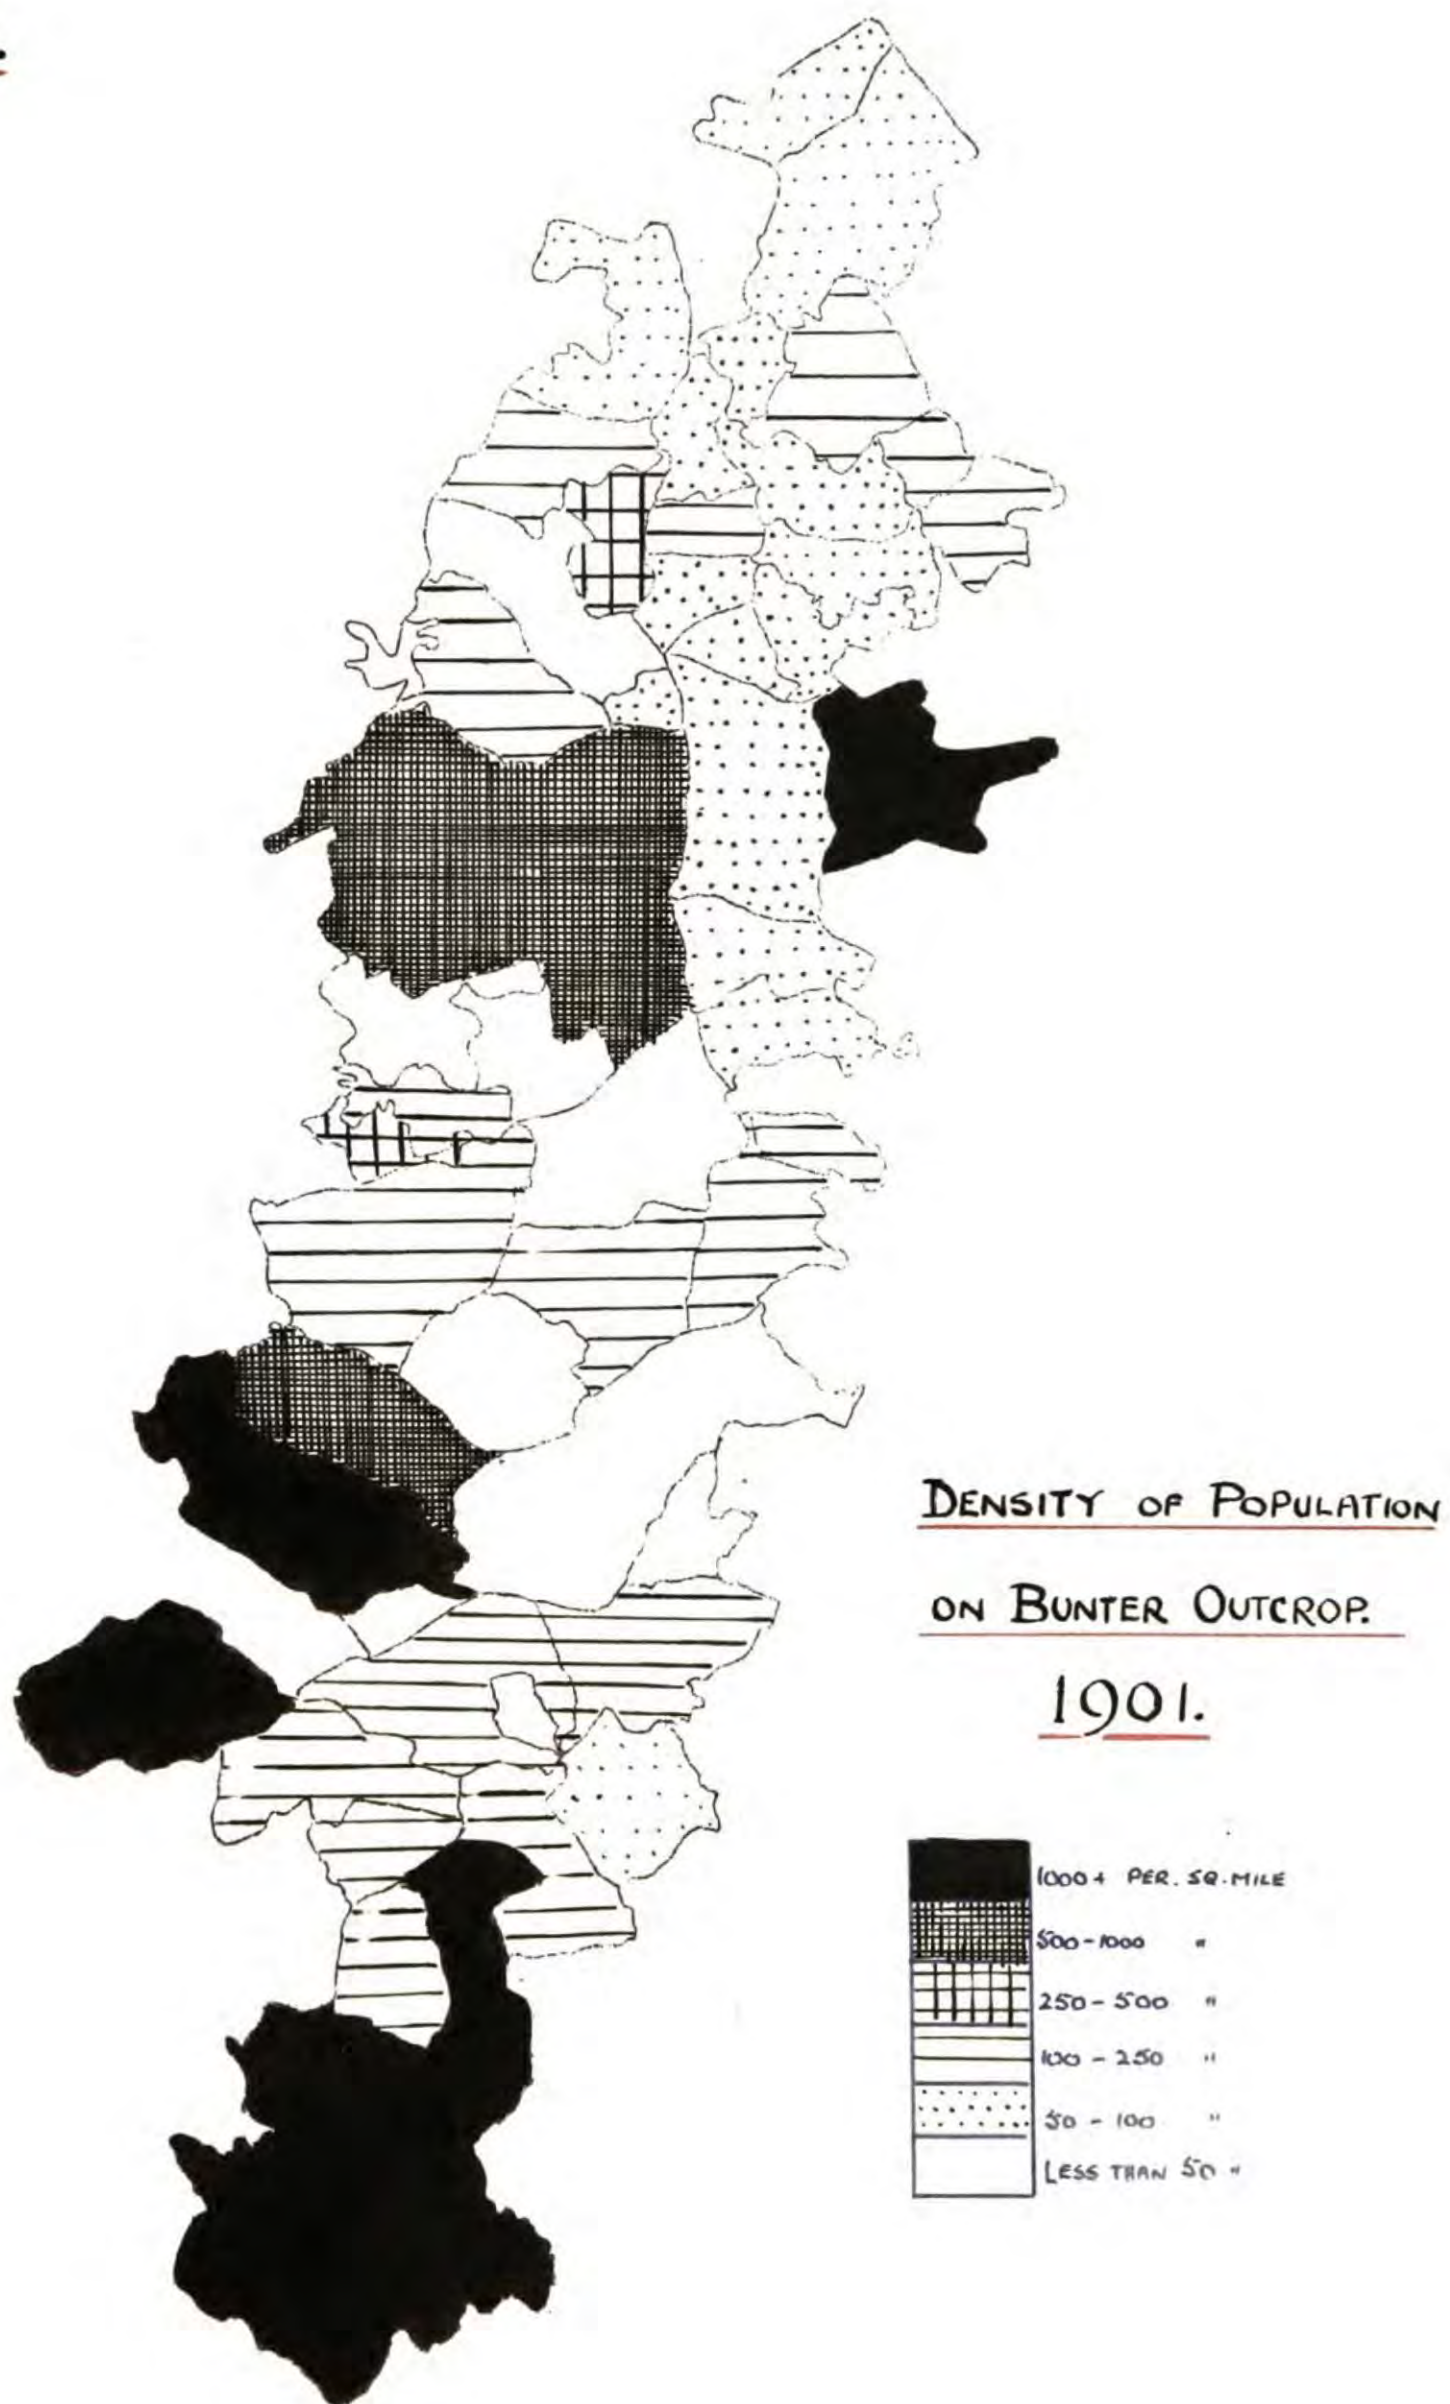 DENSITY OF POPULATION
ON BUNTER OUTCROP.
1901.
1000+ PER. SQ. MILE
500-1000 "
250-500 "
100-250 "
50-100 "
LESS THAN 50 "